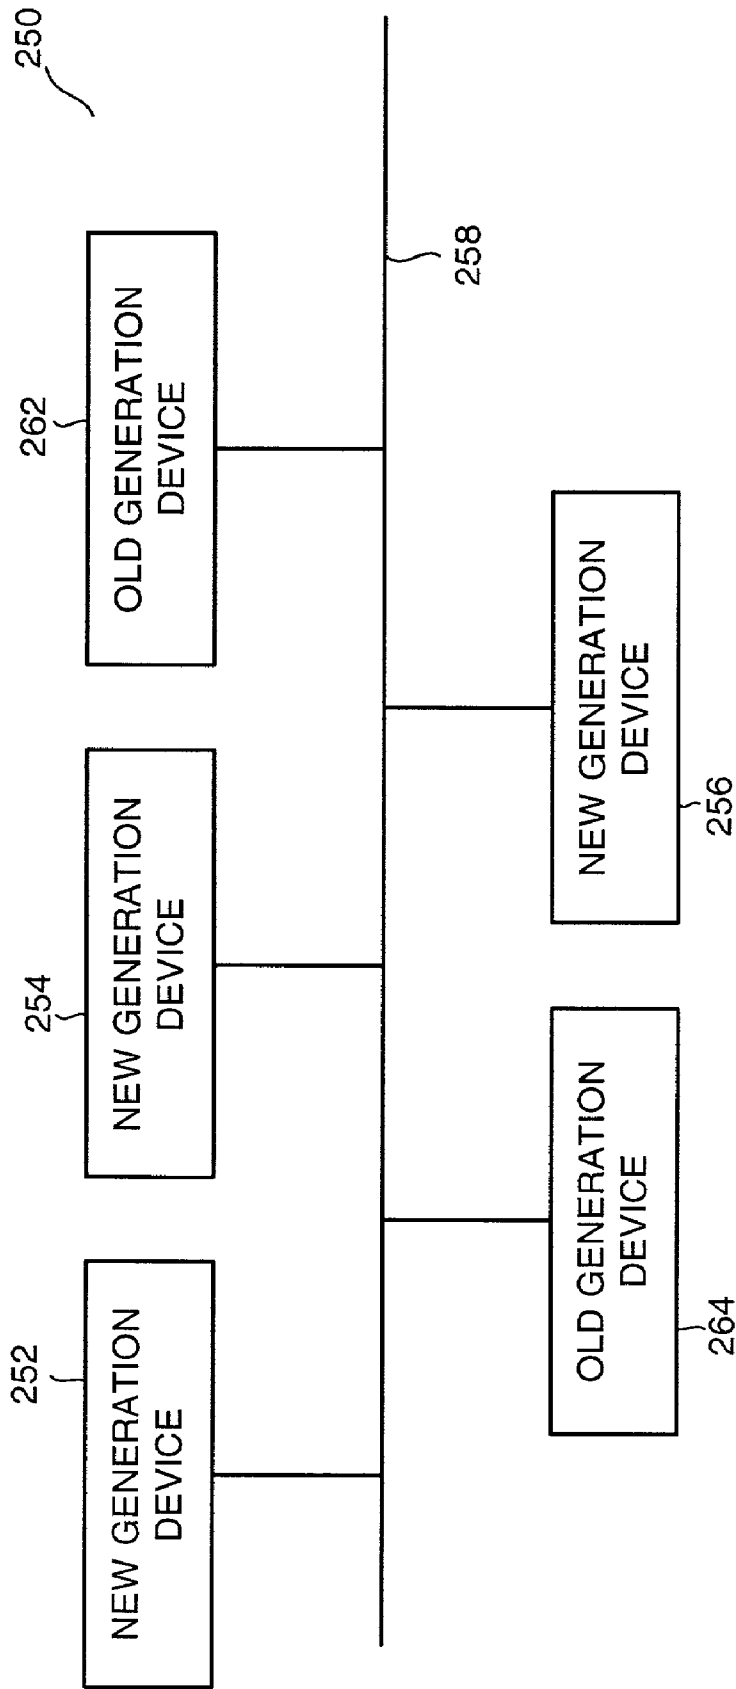 250
252
NEW GENERATION
DEVICE
254
NEW GENERATION
DEVICE
262
OLD GENERATION
DEVICE
258
OLD GENERATION
DEVICE
264
NEW GENERATION
DEVICE
256